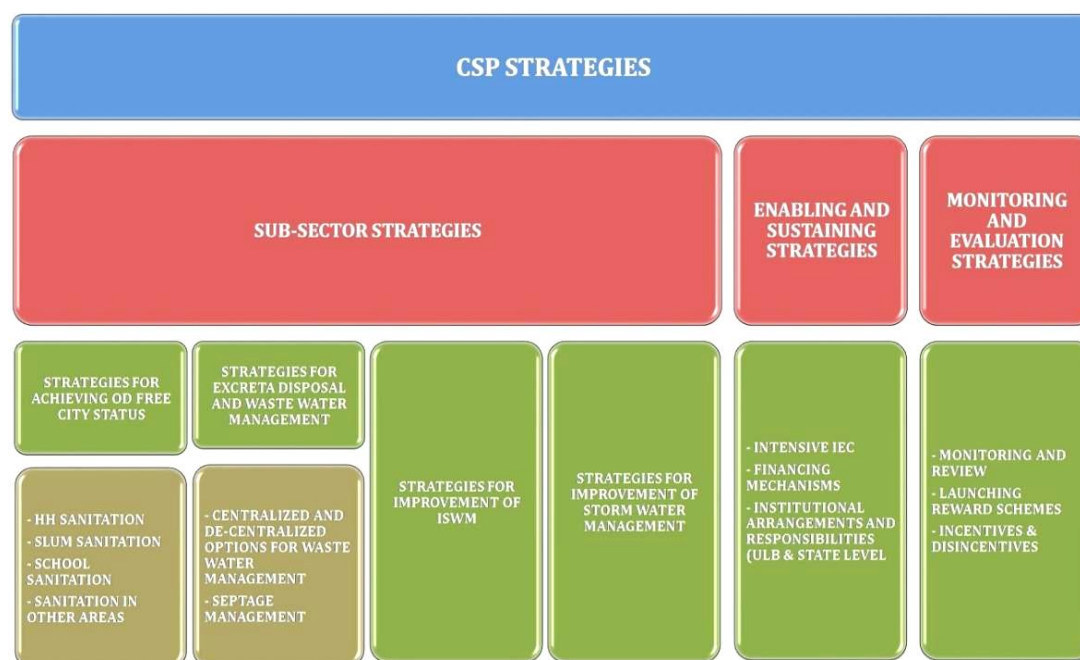 CSP STRATEGIES
SUB-SECTOR STRATEGIES
ENABLING AND
SUSTAINING
STRATEGIES
MONITORING
AND
EVALUATION
STRATEGIES
STRATEGIES FOR
ACHIEVING OD FREE
CITY STATUS
- HH SANITATION
- SLUM SANITATION
- SCHOOL
SANITATION
- SANITATION IN
OTHER AREAS
STRATEGIES FOR
EXCRETA DISPOSAL
AND WASTE WATER
MANAGEMENT
- CENTRALIZED AND
DE-CENTRALIZED
OPTIONS FOR WASTE
WATER
MANAGEMENT
- SEPTAGE
MANAGEMENT
STRATEGIES FOR
IMPROVEMENT OF
ISWM
STRATEGIES FOR
IMPROVEMENT OF
STORM WATER
MANAGEMENT
- INTENSIVE IEC
- FINANCING
MECHANISMS
- INSTITUTIONAL
ARRANGEMENTS AND
RESPONSIBILITIES
(ULB & STATE LEVEL
- MONITORING AND
REVIEW
- LAUNCHING
REWARD SCHEMES
- INCENTIVES &
DISINCENTIVES